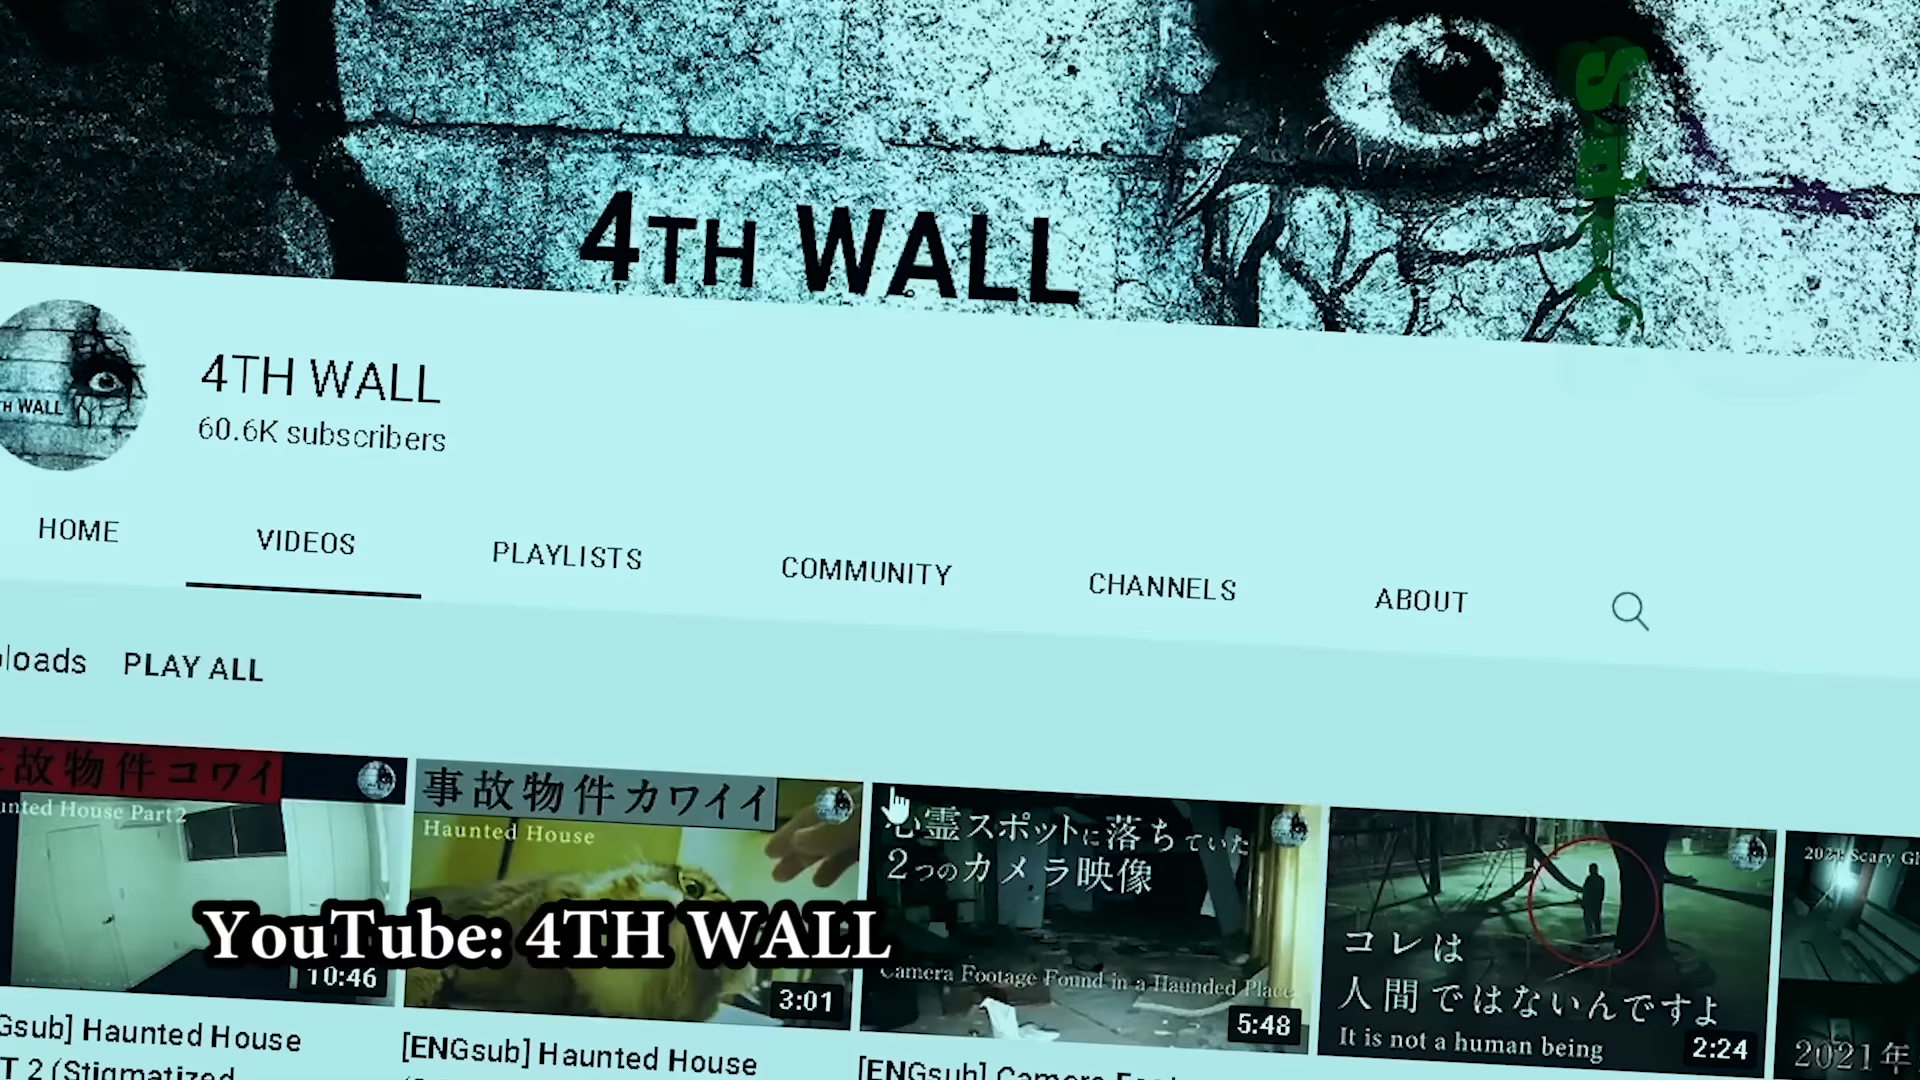 4TH WALL
TH WALL
4TH WALL
60.6K subscribers
HOME
VIDEOS
PLAYLISTS
COMMUNITY
CHANNELS
ABOUT
PLAY ALL
故物件コワイ
House Part2
10:46
事故物件カワイイ
Haunted House
3:01
心霊スポットに落ちていた
2つのカメラ映像
Camera Footage Found in a Haunded Place
5:48
コレは
人間ではないんですよ
It is not a human being
2:24
2021 Scary
2021年
YouTube: 4TH WALL
Haunted House
T 2 (Stigmatized
[ENGsub] Haunted House
[ENGsub] Camera